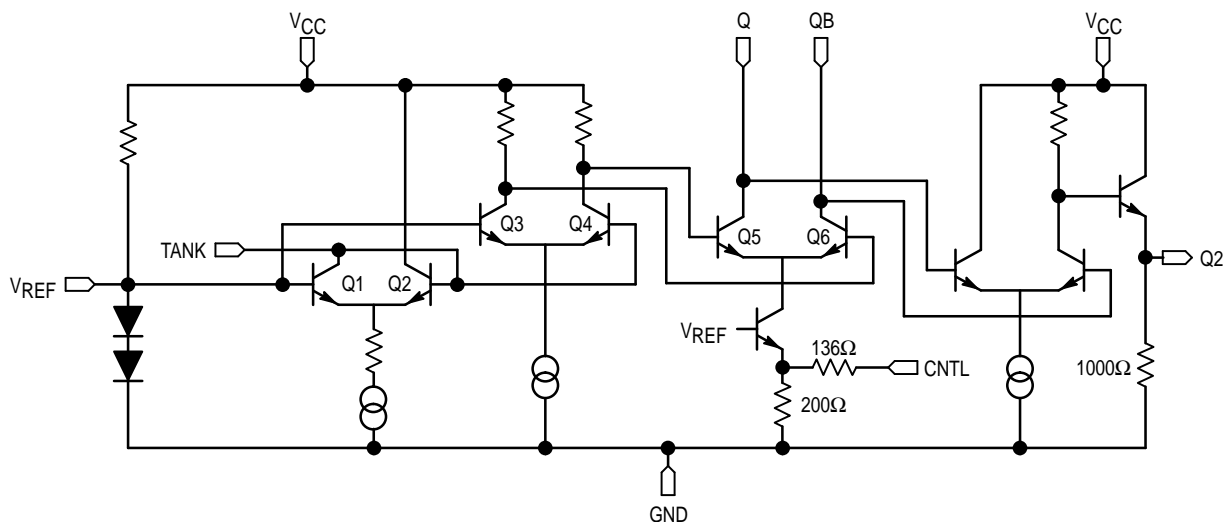 VCC
Q
QB
VCC
Q3
Q4
Q5
Q6
TANK
Q2
VREF
Q1
Q2
VREF
136Ω
CNTL
1000Ω
200Ω
GND